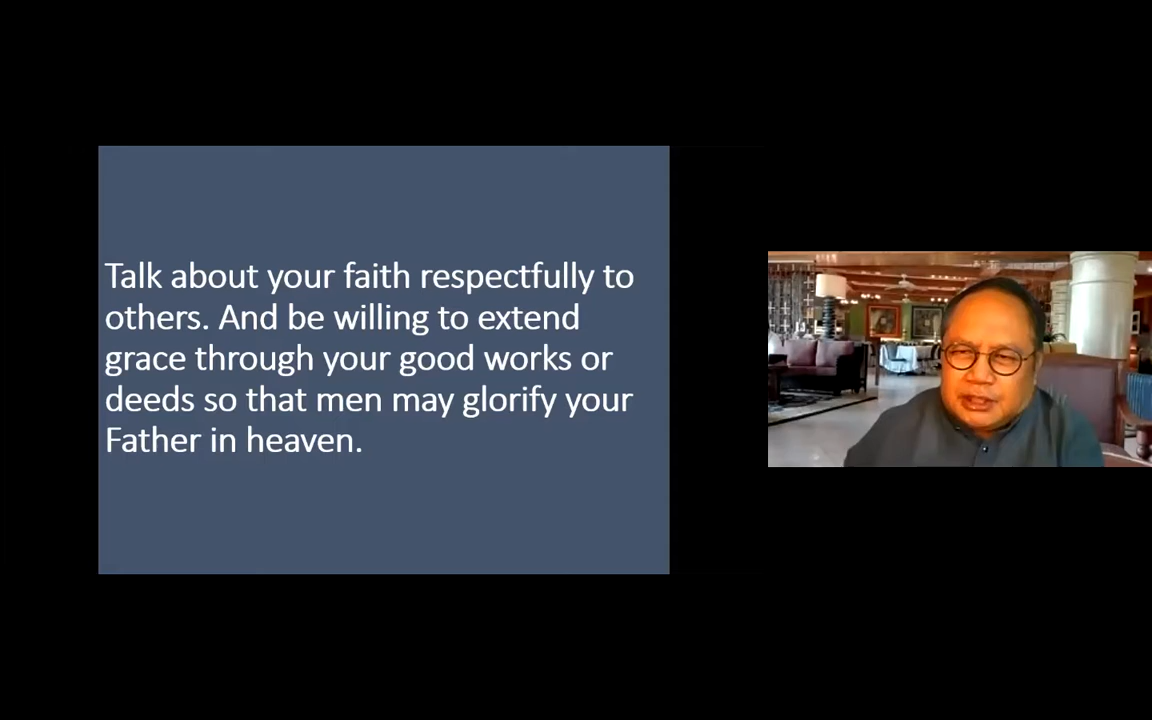 Talk about your faith respectfully to
others. And be willing to extend
grace through your good works or
deeds so that men may glorify your
Father in heaven.